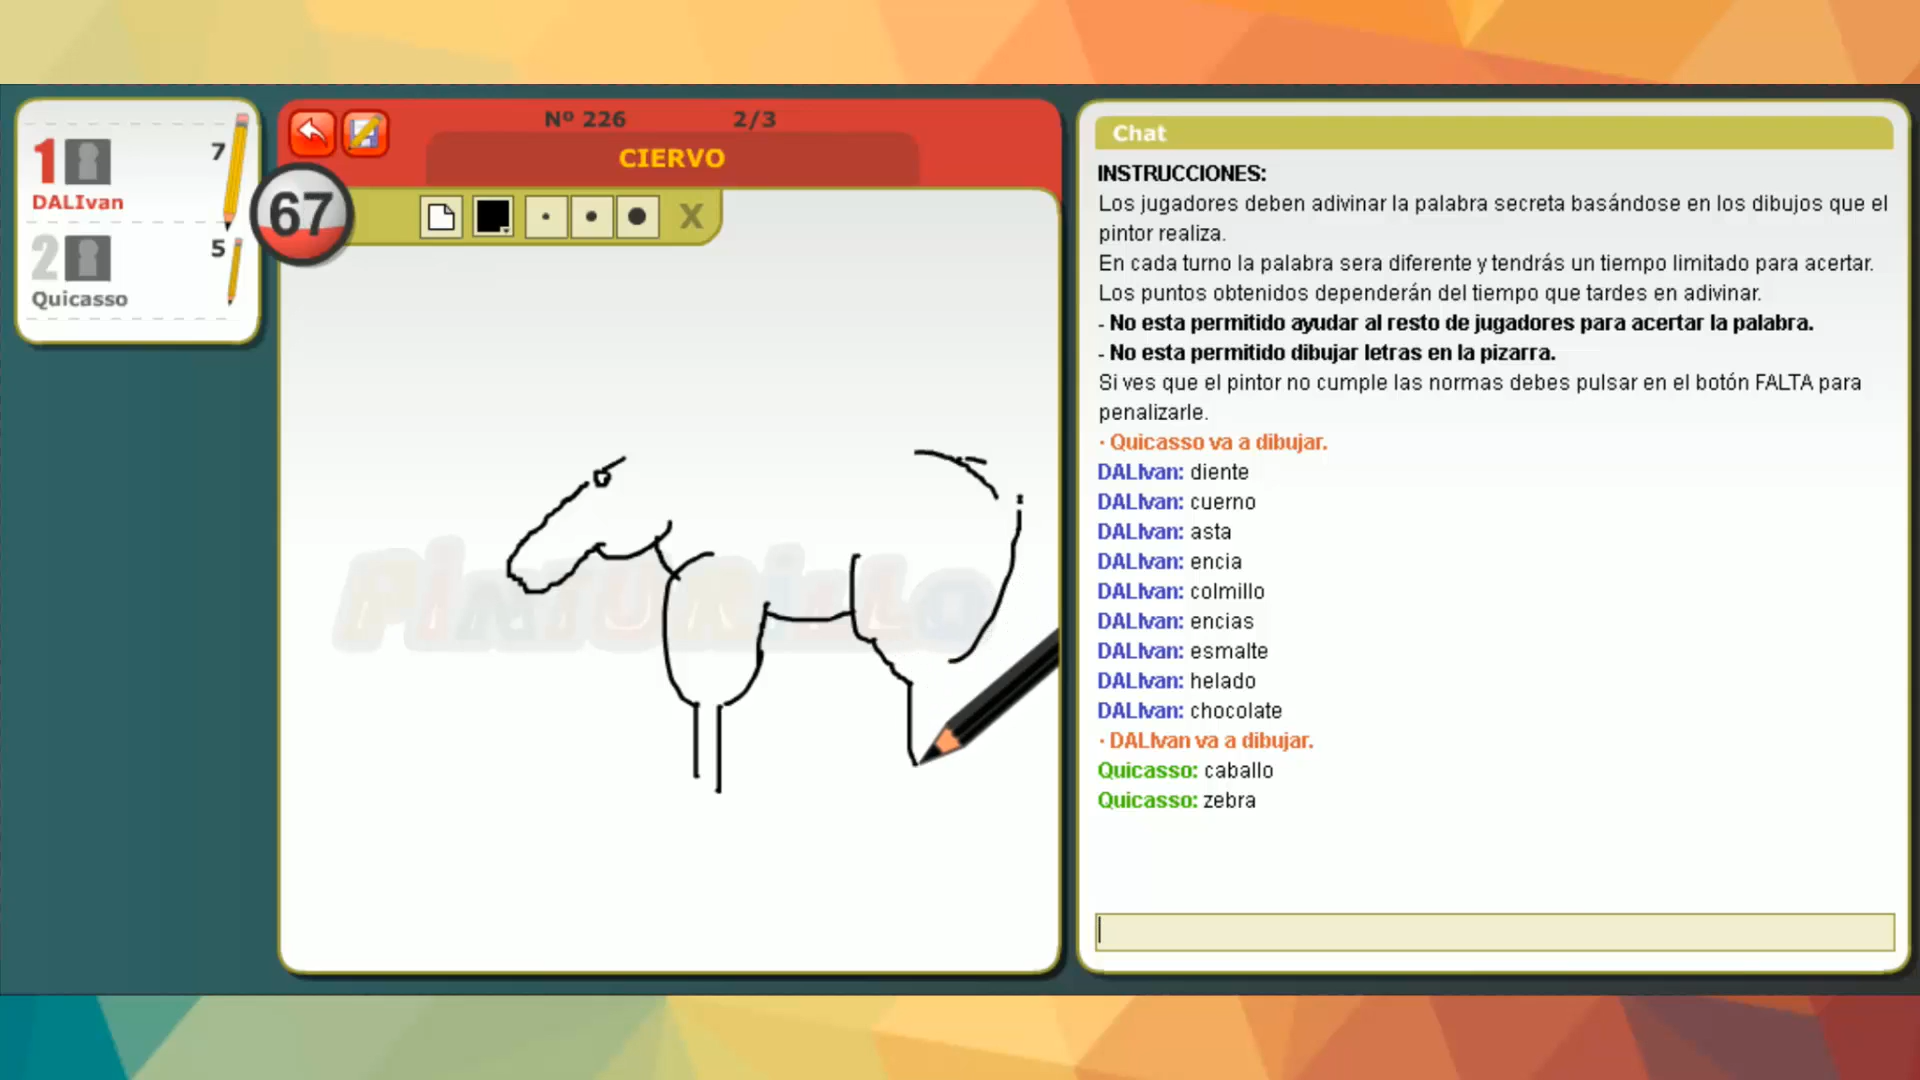 1
DALIvan
7
2
Quicasso
5
67
Nº 226
2/3
CIERVO
X
PINTURILLO
Chat
INSTRUCCIONES:
Los jugadores deben adivinar la palabra secreta basándose en los dibujos que el
pintor realiza.
En cada turno la palabra sera diferente y tendrás un tiempo limitado para acertar.
Los puntos obtenidos dependerán del tiempo que tardes en adivinar.
- No esta permitido ayudar al resto de jugadores para acertar la palabra.
- No esta permitido dibujar letras en la pizarra.
Si ves que el pintor no cumple las normas debes pulsar en el botón FALTA para
penalizarle.
· Quicasso va a dibujar.
DALIvan: diente
DALIvan: cuerno
DALIvan: asta
DALIvan: encia
DALIvan: colmillo
DALIvan: encias
DALIvan: esmalte
DALIvan: helado
DALIvan: chocolate
· DALIvan va a dibujar.
Quicasso: caballo
Quicasso: zebra